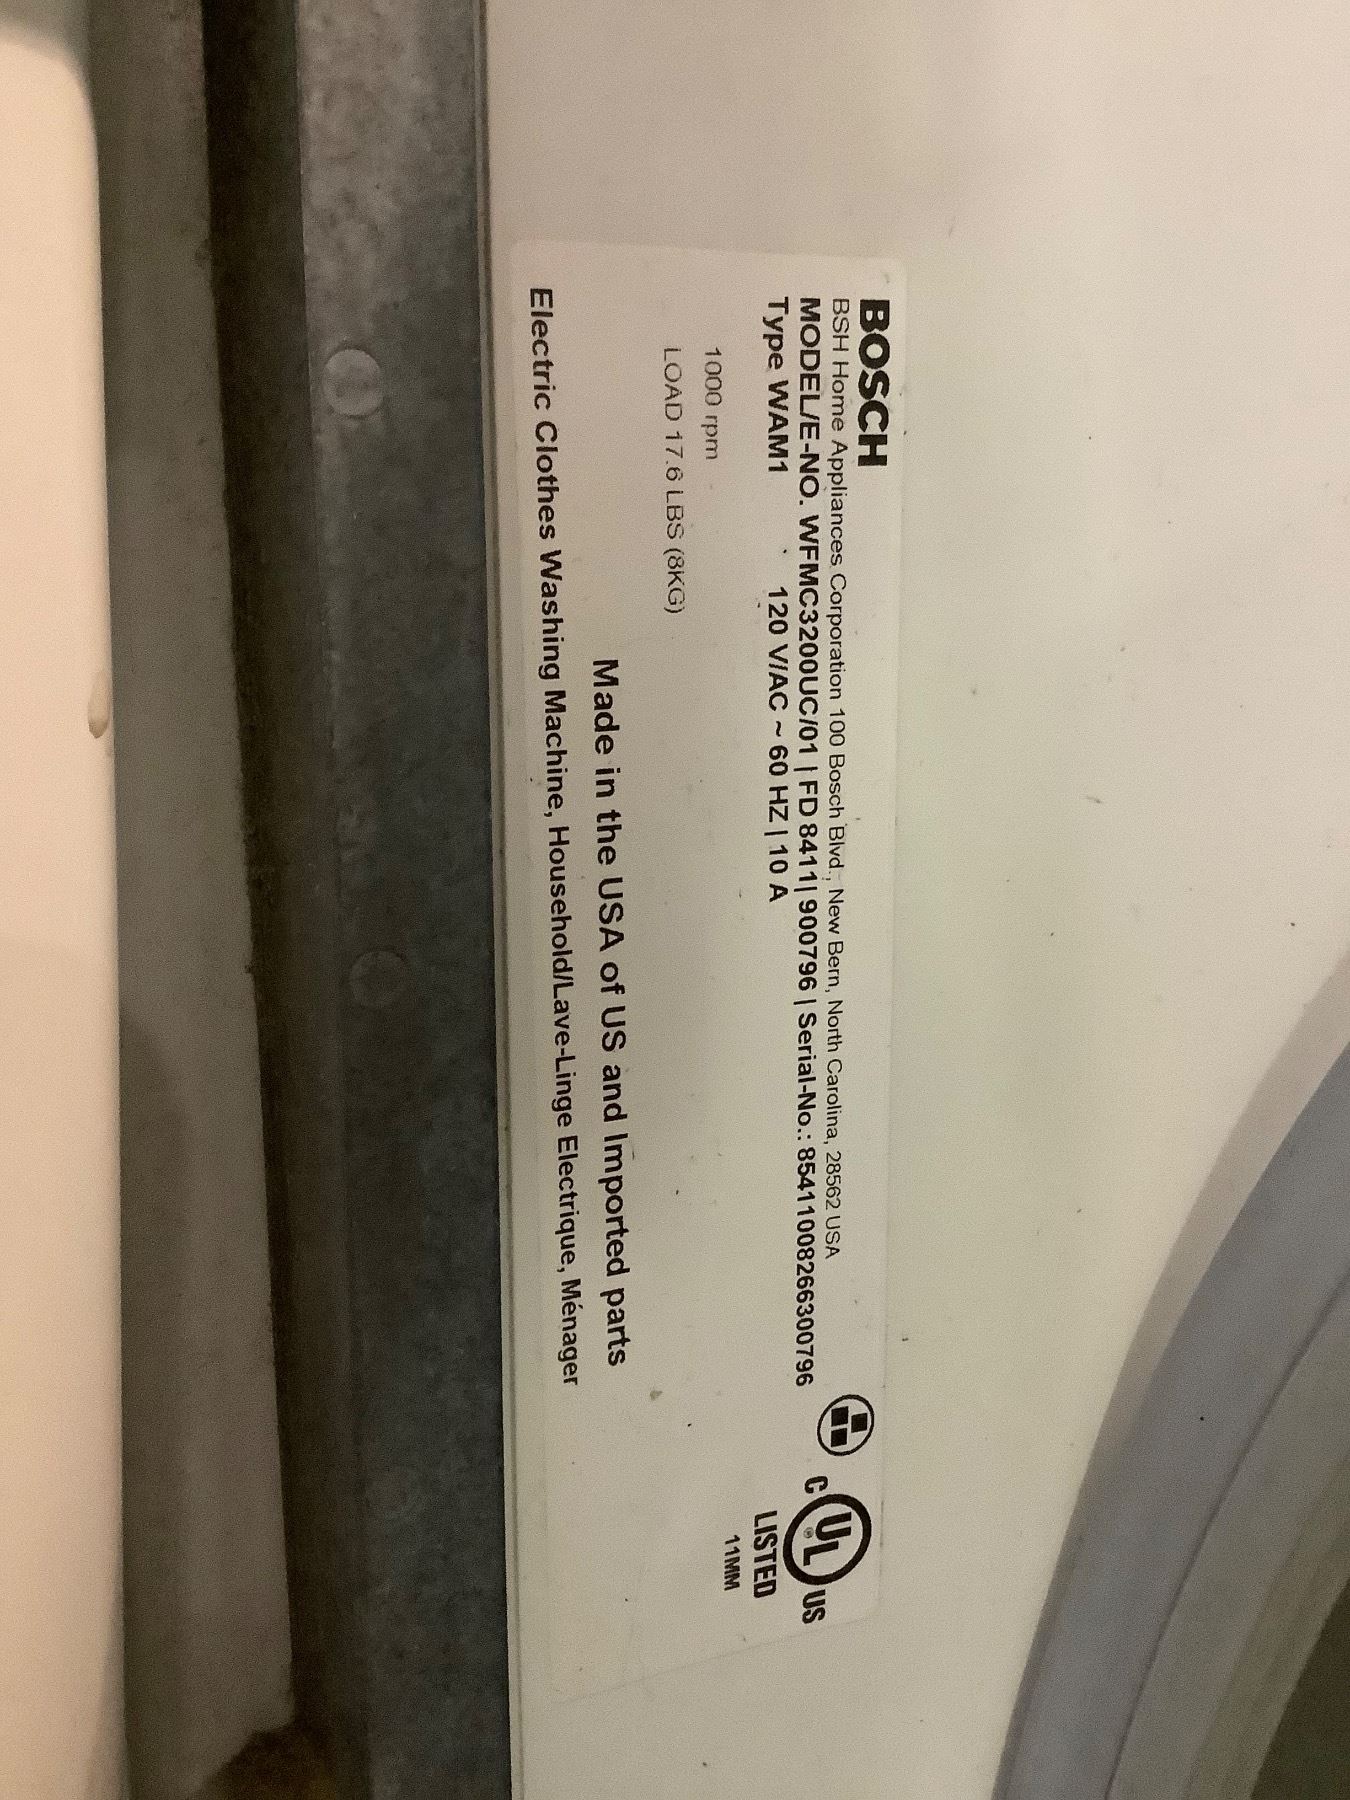 BOSCH
BSH Home Appliances Corporation 100 Bosch Blvd., New Bern, North Carolina, 28562 USA
MODEL/E-NO. WFMC3200UC/01 | FD 8411| 900796 | Serial-No.: 85411008266300796
Type WAM1 120 V/AC ~ 60 HZ | 10 A
1000 rpm
LOAD 17.6 LBS (8KG)
Made in the USA of US and Imported parts
Electric Clothes Washing Machine, Household/Lave-Linge Electrique, Ménager
C UL US
LISTED
11MM